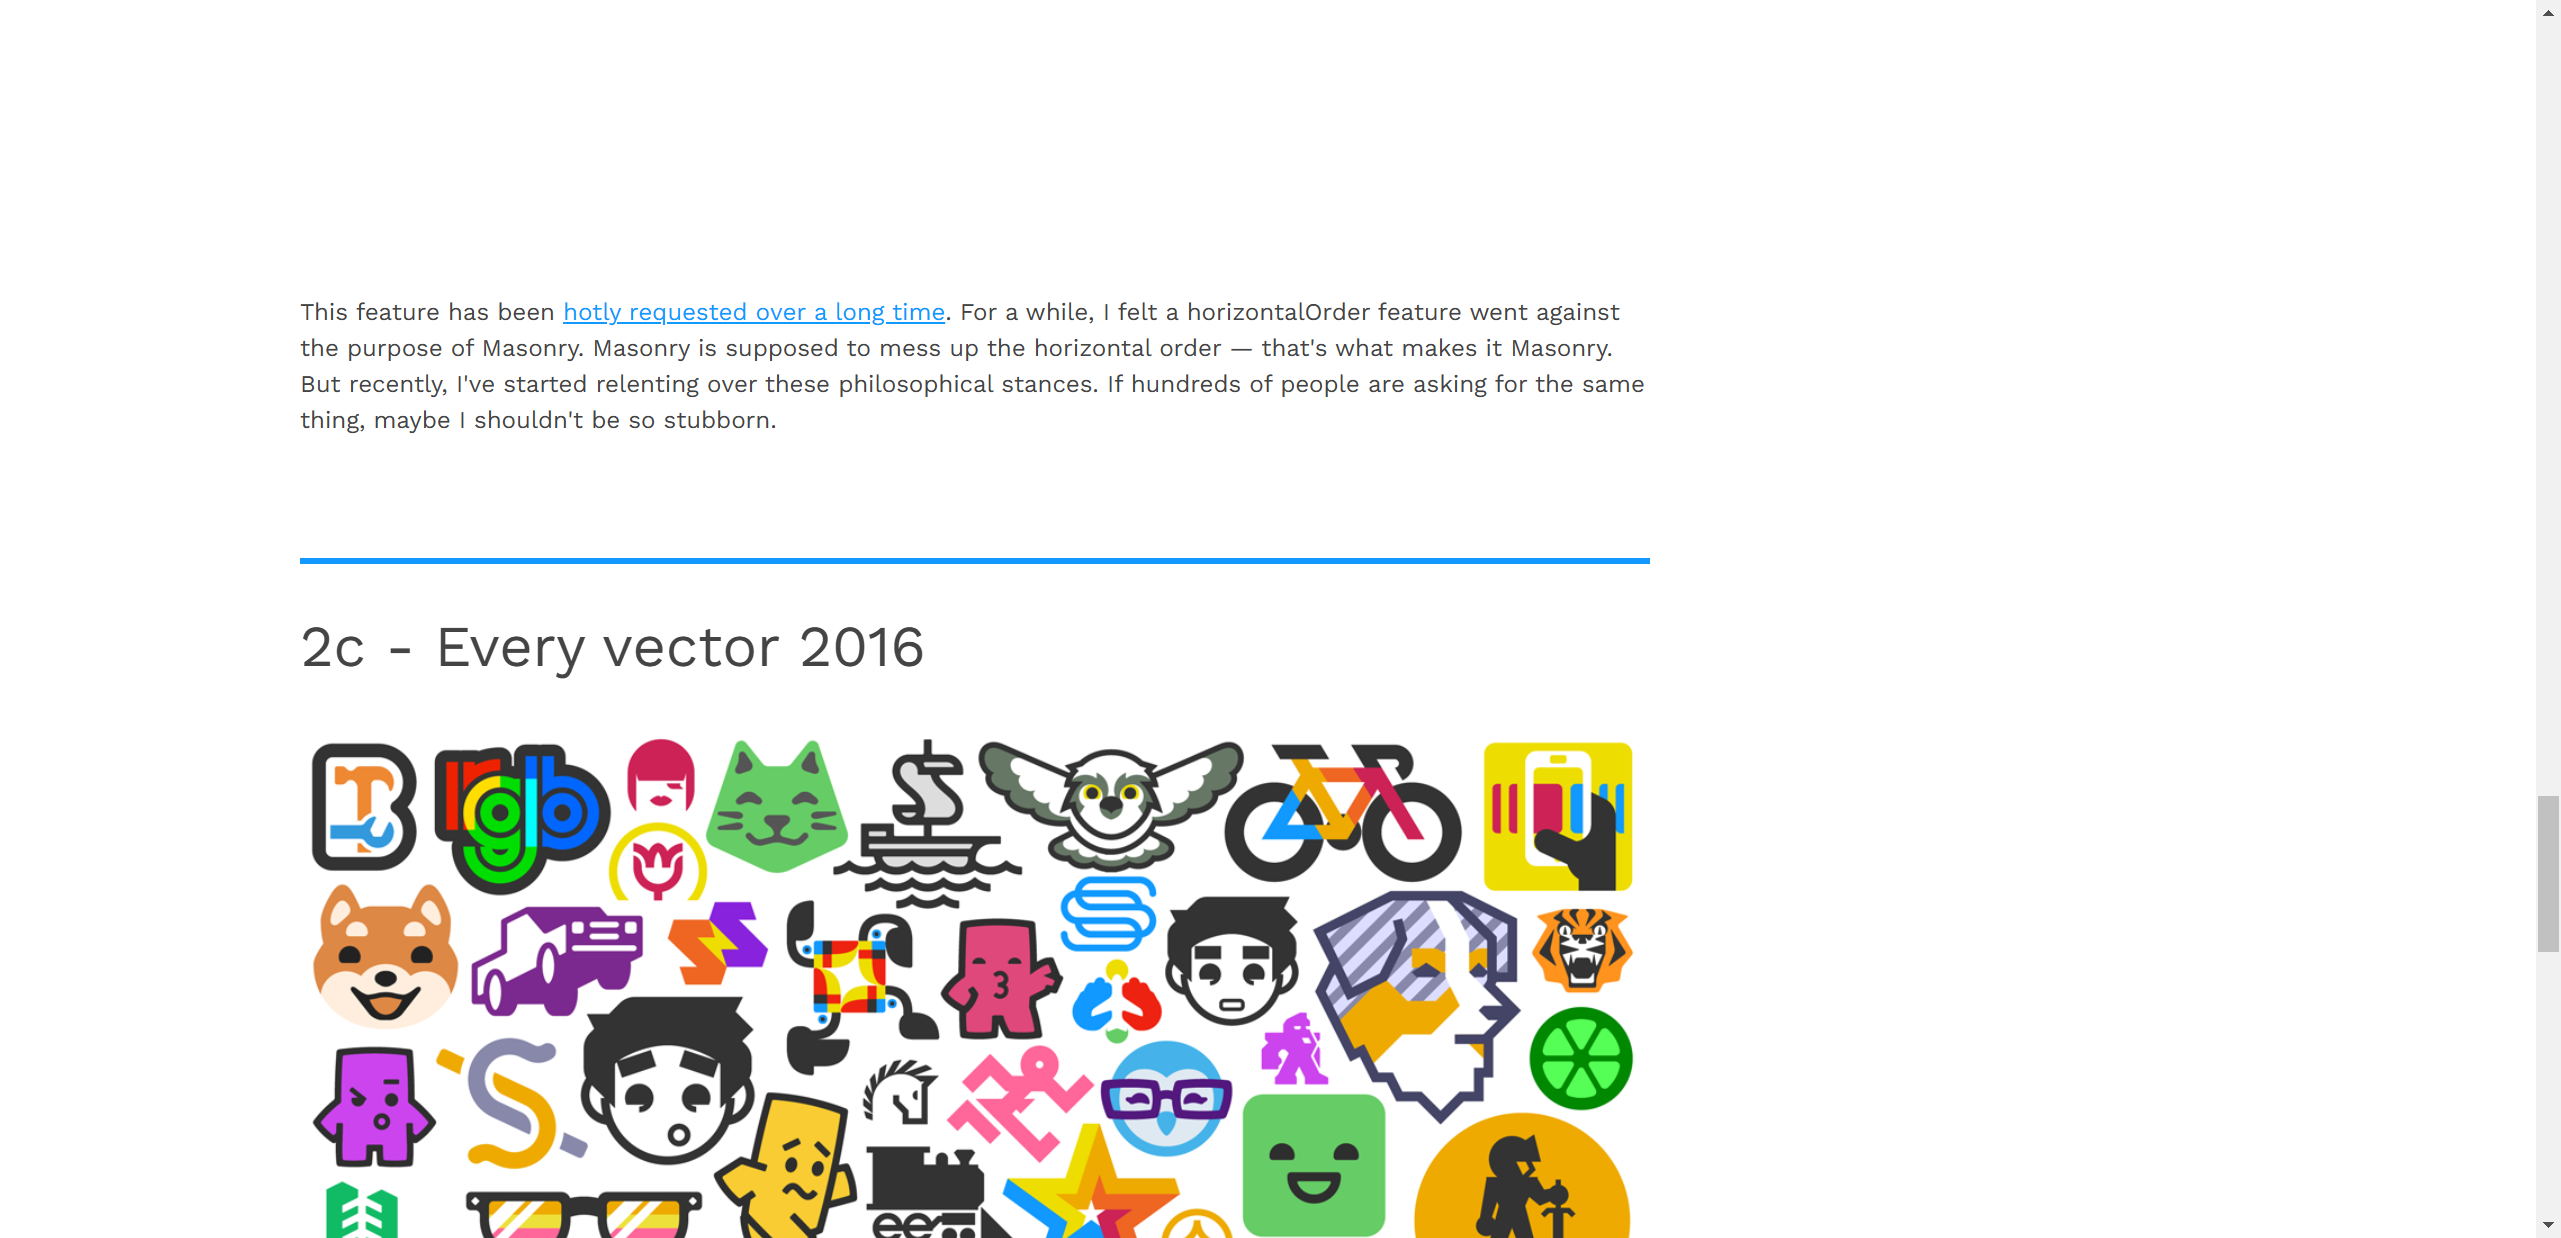 This feature has been hotly requested over a long time. For a while, I felt a horizontalOrder feature went against
the purpose of Masonry. Masonry is supposed to mess up the horizontal order — that's what makes it Masonry.
But recently, I've started relenting over these philosophical stances. If hundreds of people are asking for the same
thing, maybe I shouldn't be so stubborn.
2c - Every vector 2016
rgb
3